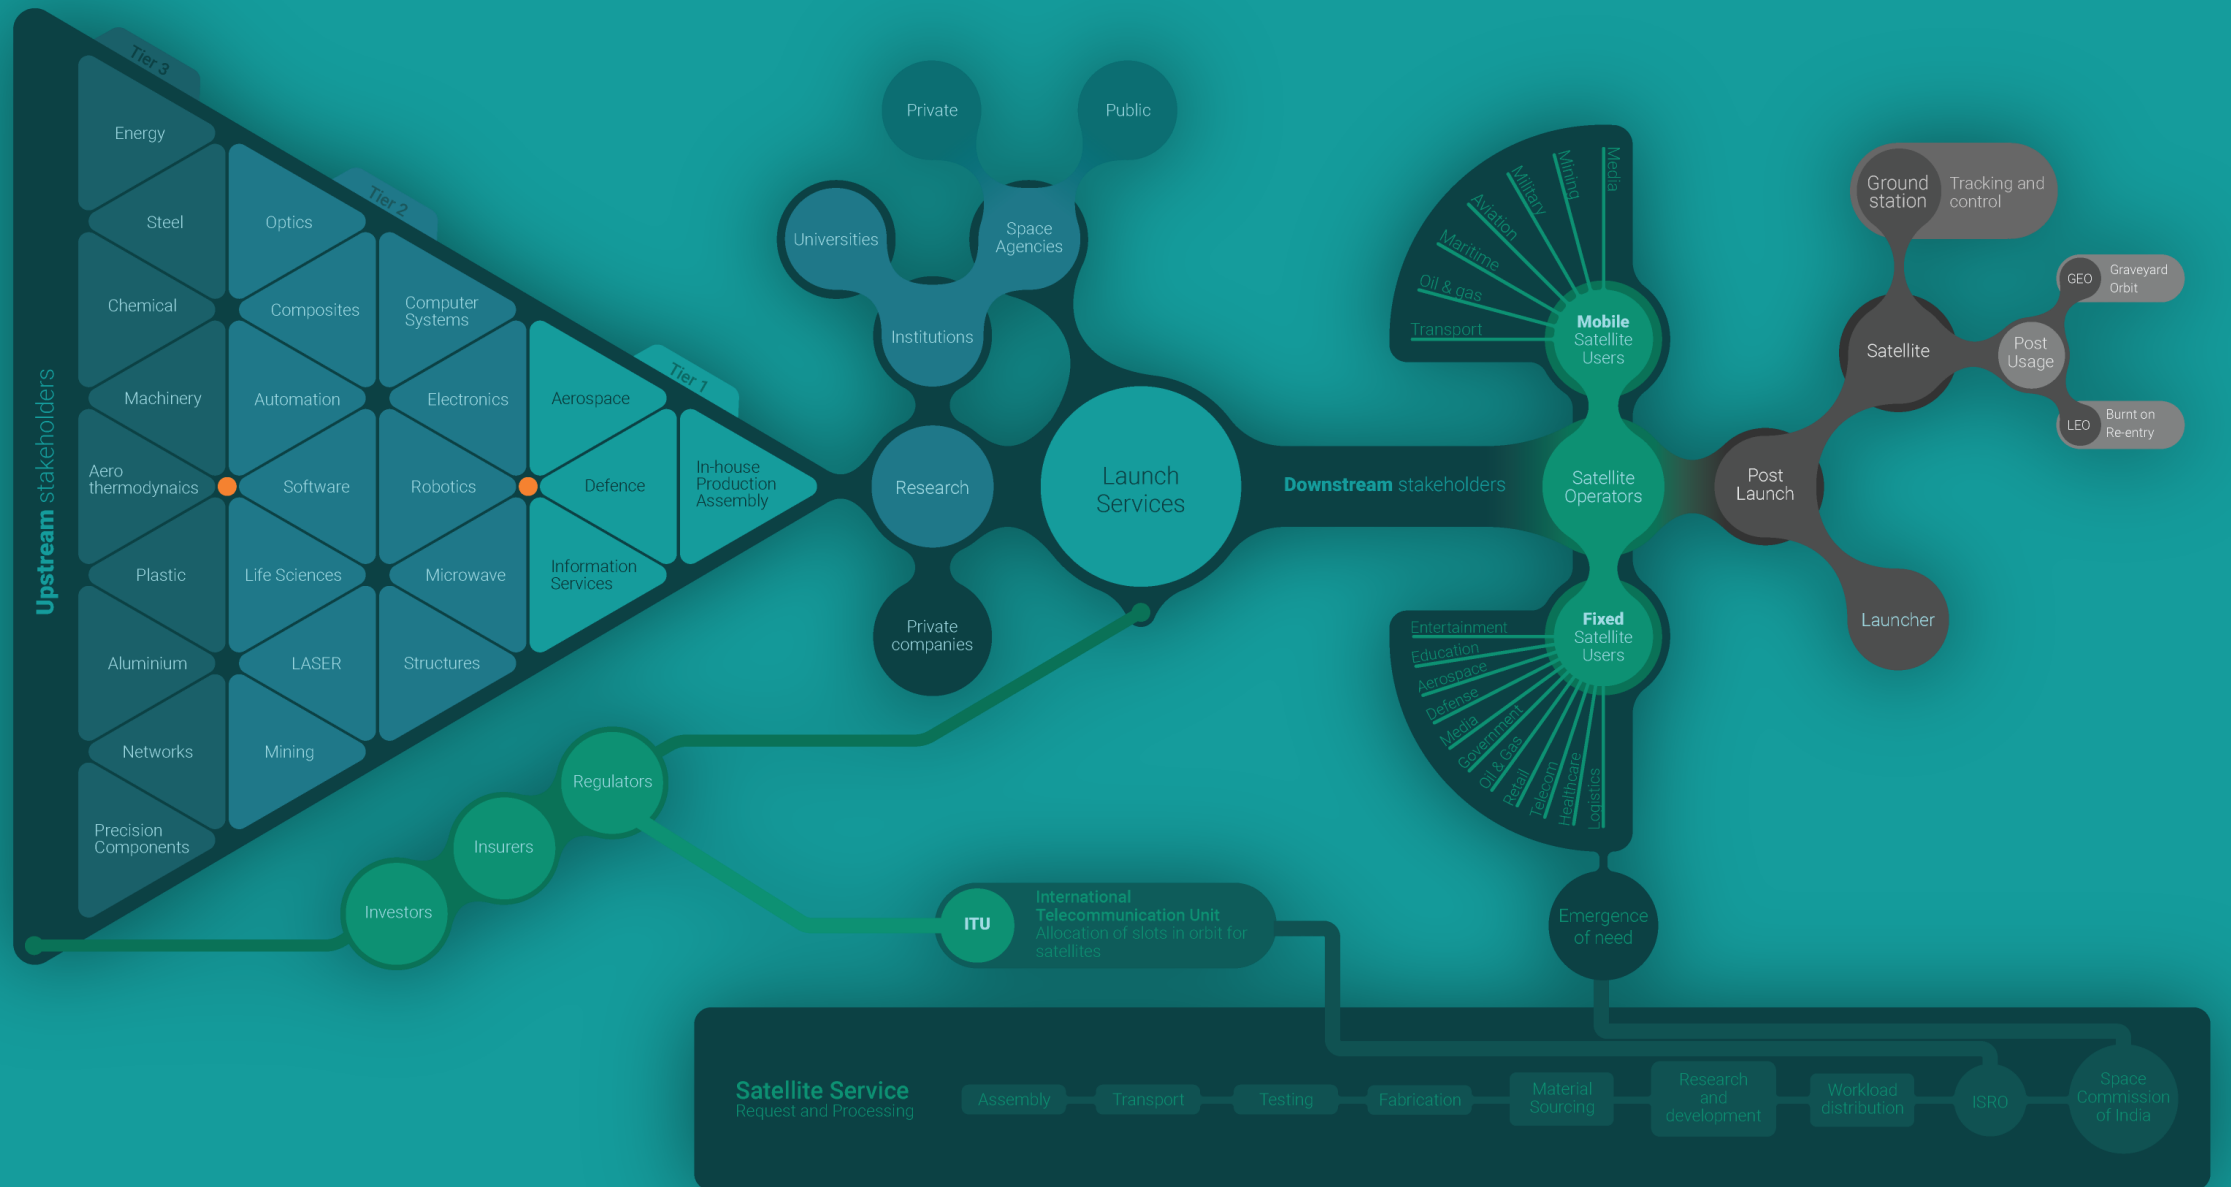 Upstream stakeholders
Tier 3
Energy
Steel
Chemical
Machinery
Aero
thermodynaics
Plastic
Aluminium
Networks
Precision
Components
Tier 2
Optics
Composites
Computer
Systems
Automation
Electronics
Software
Robotics
Life Sciences
Microwave
LASER
Structures
Mining
Tier 1
Aerospace
Defence
In-house
Production
Assembly
Information
Services
Private
Public
Universities
Space
Agencies
Institutions
Research
Private
companies
Launch
Services
Downstream stakeholders
Media
Mining
Military
Aviation
Maritime
Oil & gas
Transport
Mobile
Satellite
Users
Satellite
Operators
Fixed
Satellite
Users
Entertainment
Education
Aerospace
Defense
Media
Government
Oil & Gas
Retail
Telecom
Healthcare
Logistics
Emergence
of need
Post
Launch
Satellite
Ground
station
Tracking and
control
Post
Usage
GEO
Graveyard
Orbit
LEO
Burnt on
Re-entry
Launcher
Regulators
Insurers
Investors
ITU
International
Telecommunication Unit
Allocation of slots in orbit for
satellites
Satellite Service
Request and Processing
Assembly
Transport
Testing
Fabrication
Material
Sourcing
Research
and
development
Workload
distribution
ISRO
Space
Commission
of India